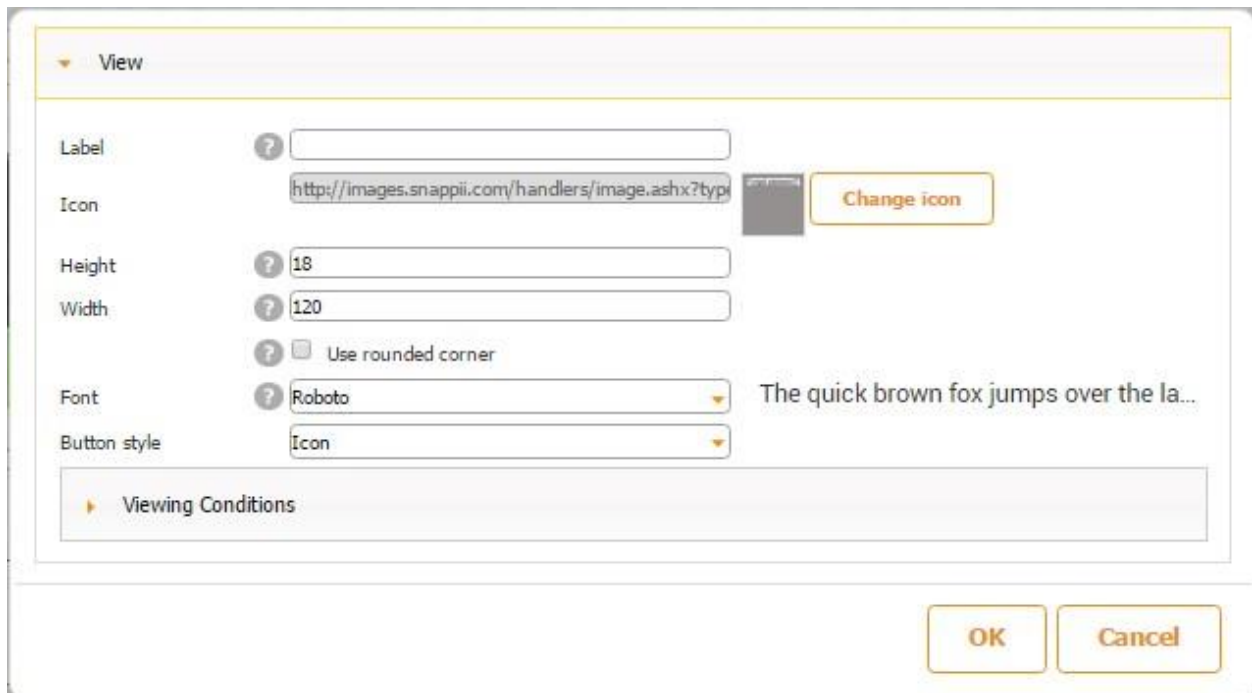 View
Label ?
Icon http://images.snappii.com/handlers/image.ashx?type Change icon
Height ? 18
Width ? 120
? Use rounded corner
Font ? Roboto The quick brown fox jumps over the la...
Button style Icon
Viewing Conditions
OK Cancel